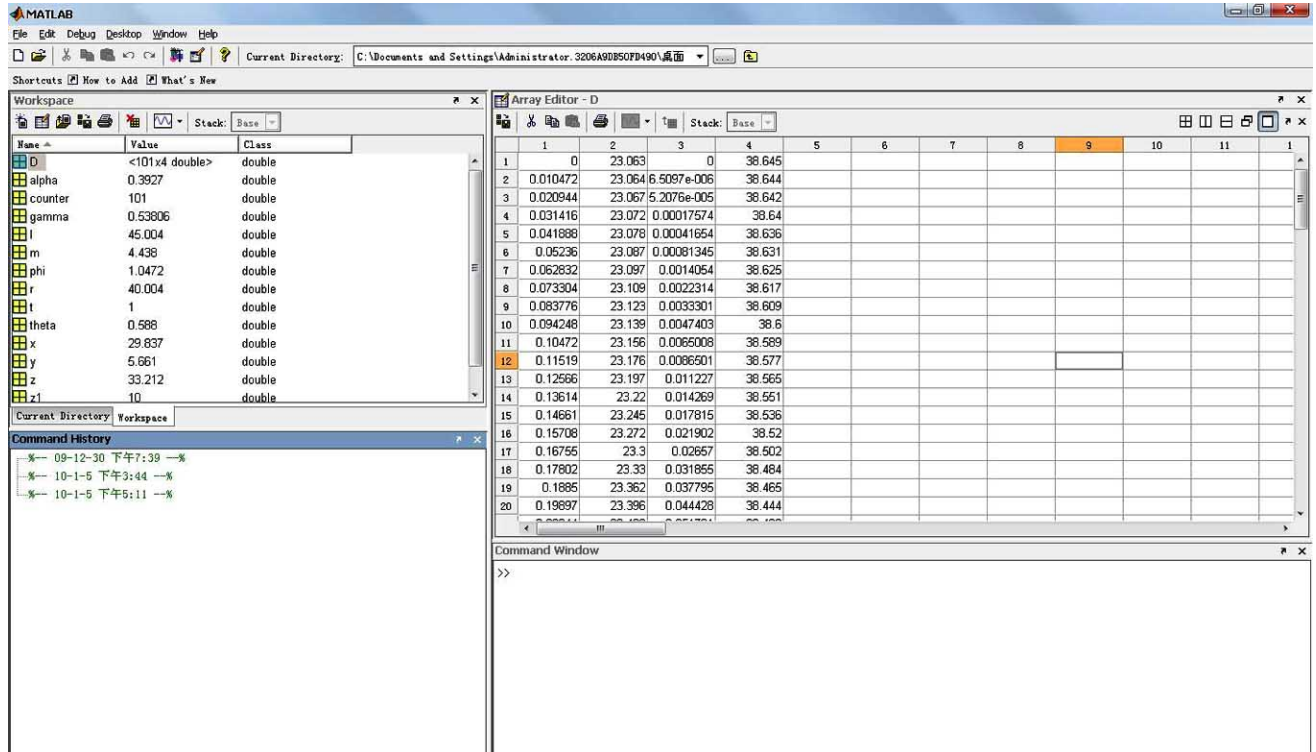 MATLAB
File Edit Debug Desktop Window Help
Current Directory: C:\Documents and Settings\Administrator.3206A9DB50FD490\桌面
Shortcuts How to Add What's New
Workspace
Stack: Base
Name Value Class
D <101x4 double> double
alpha 0.3927 double
counter 101 double
gamma 0.53806 double
l 45.004 double
m 4.438 double
phi 1.0472 double
r 40.004 double
t 1 double
theta 0.588 double
x 29.837 double
y 5.661 double
z 33.212 double
z1 10 double
Current Directory Workspace
Command History
%-- 09-12-30 下午7:39 --%
%-- 10-1-5 下午3:44 --%
%-- 10-1-5 下午5:11 --%
Array Editor - D
Stack: Base
1 2 3 4 5 6 7 8 9 10 11 1
1 0 23.063 0 38.645
2 0.010472 23.064 6.5097e-006 38.644
3 0.020944 23.067 5.2076e-005 38.642
4 0.031416 23.072 0.00017574 38.64
5 0.041888 23.078 0.00041654 38.636
6 0.05236 23.087 0.00081345 38.631
7 0.062832 23.097 0.0014054 38.625
8 0.073304 23.109 0.0022314 38.617
9 0.083776 23.123 0.0033301 38.609
10 0.094248 23.139 0.0047403 38.6
11 0.10472 23.156 0.0065008 38.589
12 0.11519 23.176 0.0086501 38.577
13 0.12566 23.197 0.011227 38.565
14 0.13614 23.22 0.014269 38.551
15 0.14661 23.245 0.017815 38.536
16 0.15708 23.272 0.021902 38.52
17 0.16755 23.3 0.02657 38.502
18 0.17802 23.33 0.031855 38.484
19 0.1885 23.362 0.037795 38.465
20 0.19897 23.396 0.044428 38.444
Command Window
>>